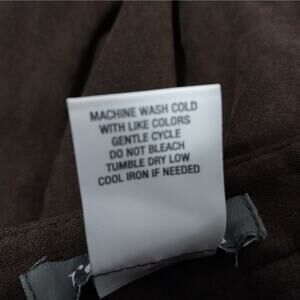 MACHINE WASH COLD
WITH LIKE COLORS
GENTLE CYCLE
DO NOT BLEACH
TUMBLE DRY LOW
COOL IRON IF NEEDED